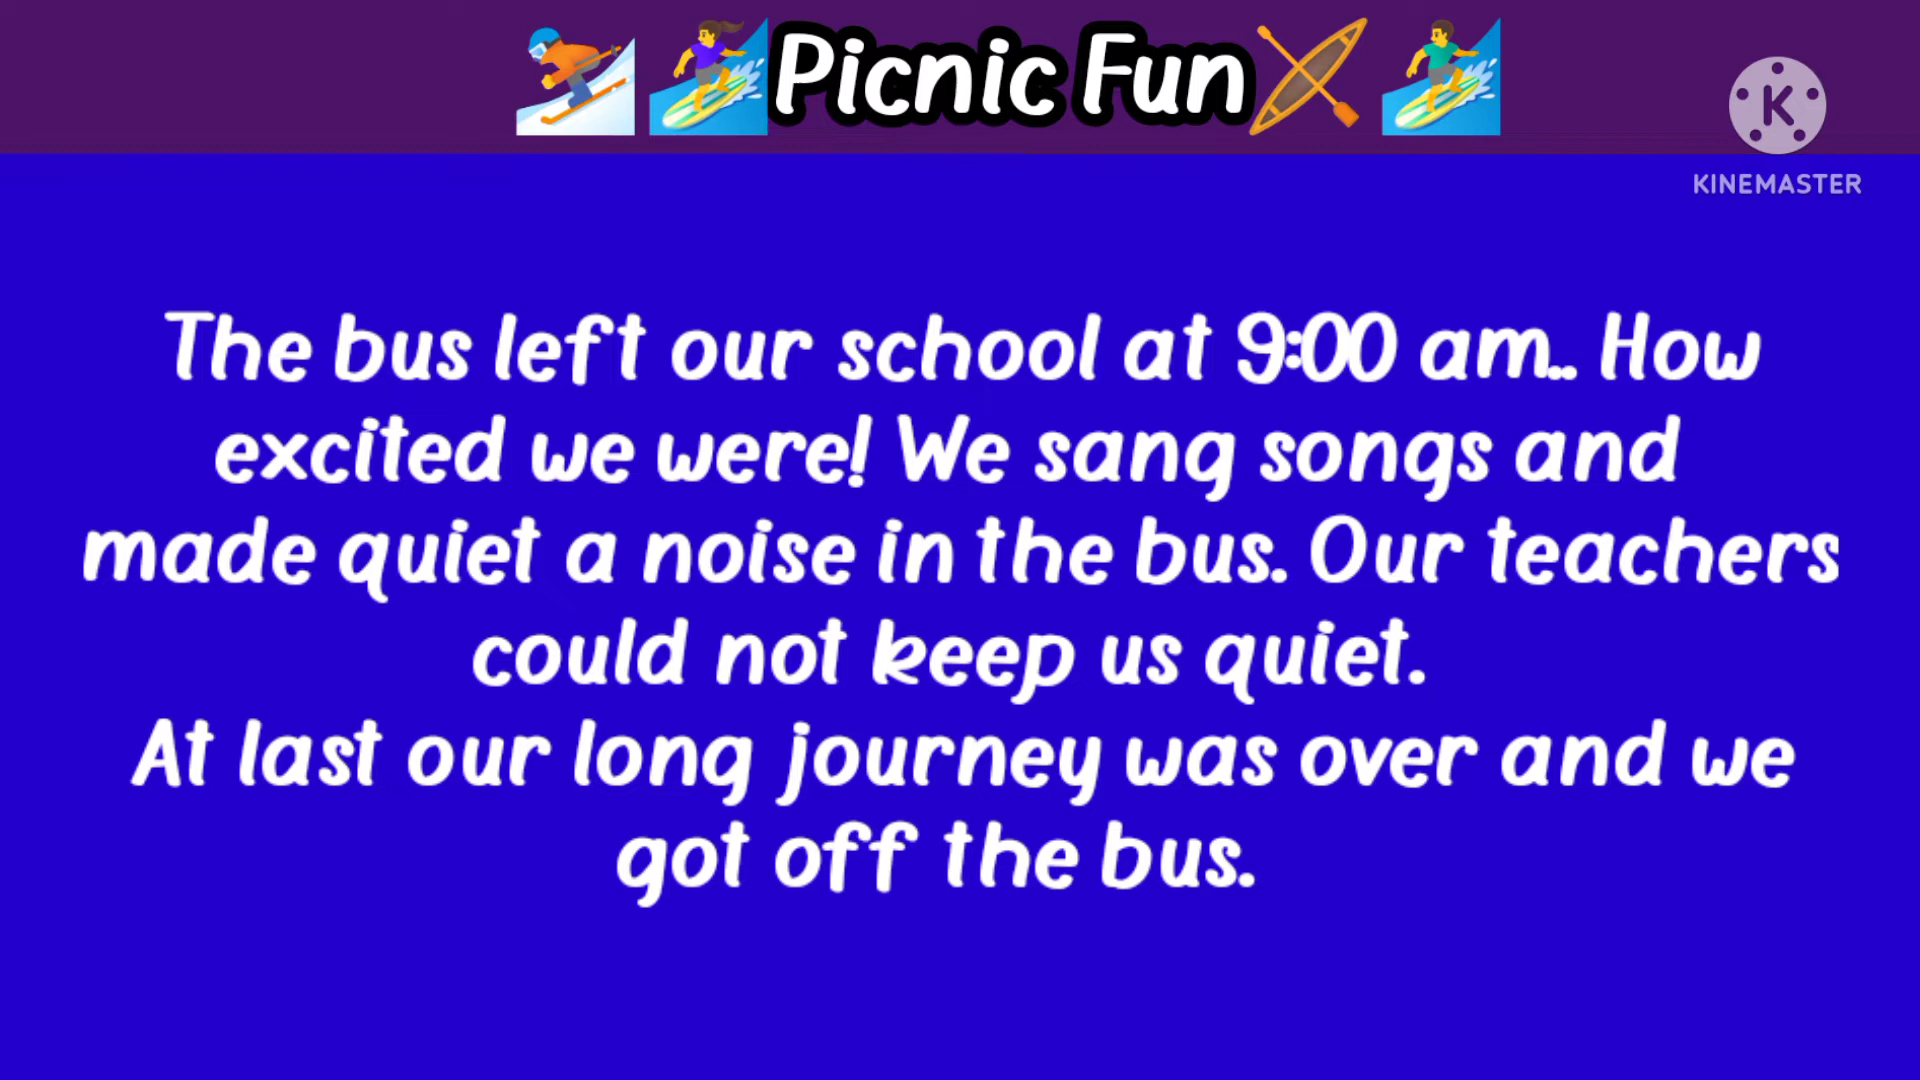 Picnic Fun
K
KINEMASTER
The bus left our school at 9:00 am.. How
excited we were! We sang songs and
made quiet a noise in the bus. Our teachers
could not keep us quiet.
At last our long journey was over and we
got off the bus.